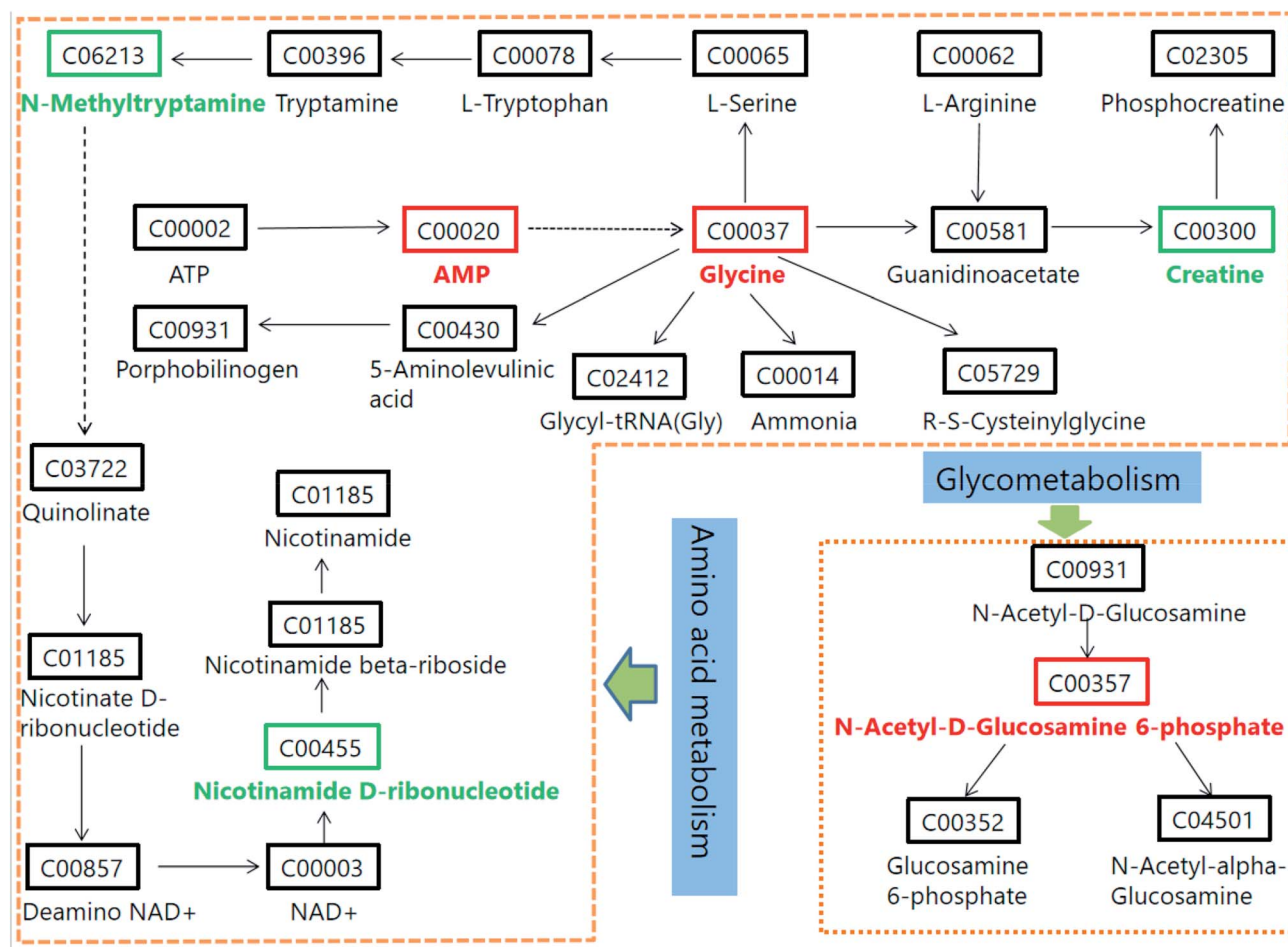 C06213
C00396
C00078
C00065
C00062
C02305
N-Methyltryptamine
Tryptamine
L-Tryptophan
L-Serine
L-Arginine
Phosphocreatine
C00002
C00020
C00037
C00581
C00300
ATP
AMP
Glycine
Guanidinoacetate
Creatine
C00931
C00430
Porphobilinogen
5-Aminolevulinic
acid
C02412
C00014
C05729
Glycyl-tRNA(Gly)
Ammonia
R-S-Cysteinylglycine
C03722
Quinolinate
C01185
Nicotinamide
C01185
Nicotinamide beta-riboside
C01185
Nicotinate D-
ribonucleotide
C00455
Nicotinamide D-ribonucleotide
C00857
C00003
Deamino NAD+
NAD+
Amino acid metabolism
Glycometabolism
C00931
N-Acetyl-D-Glucosamine
C00357
N-Acetyl-D-Glucosamine 6-phosphate
C00352
C04501
Glucosamine
6-phosphate
N-Acetyl-alpha-
Glucosamine